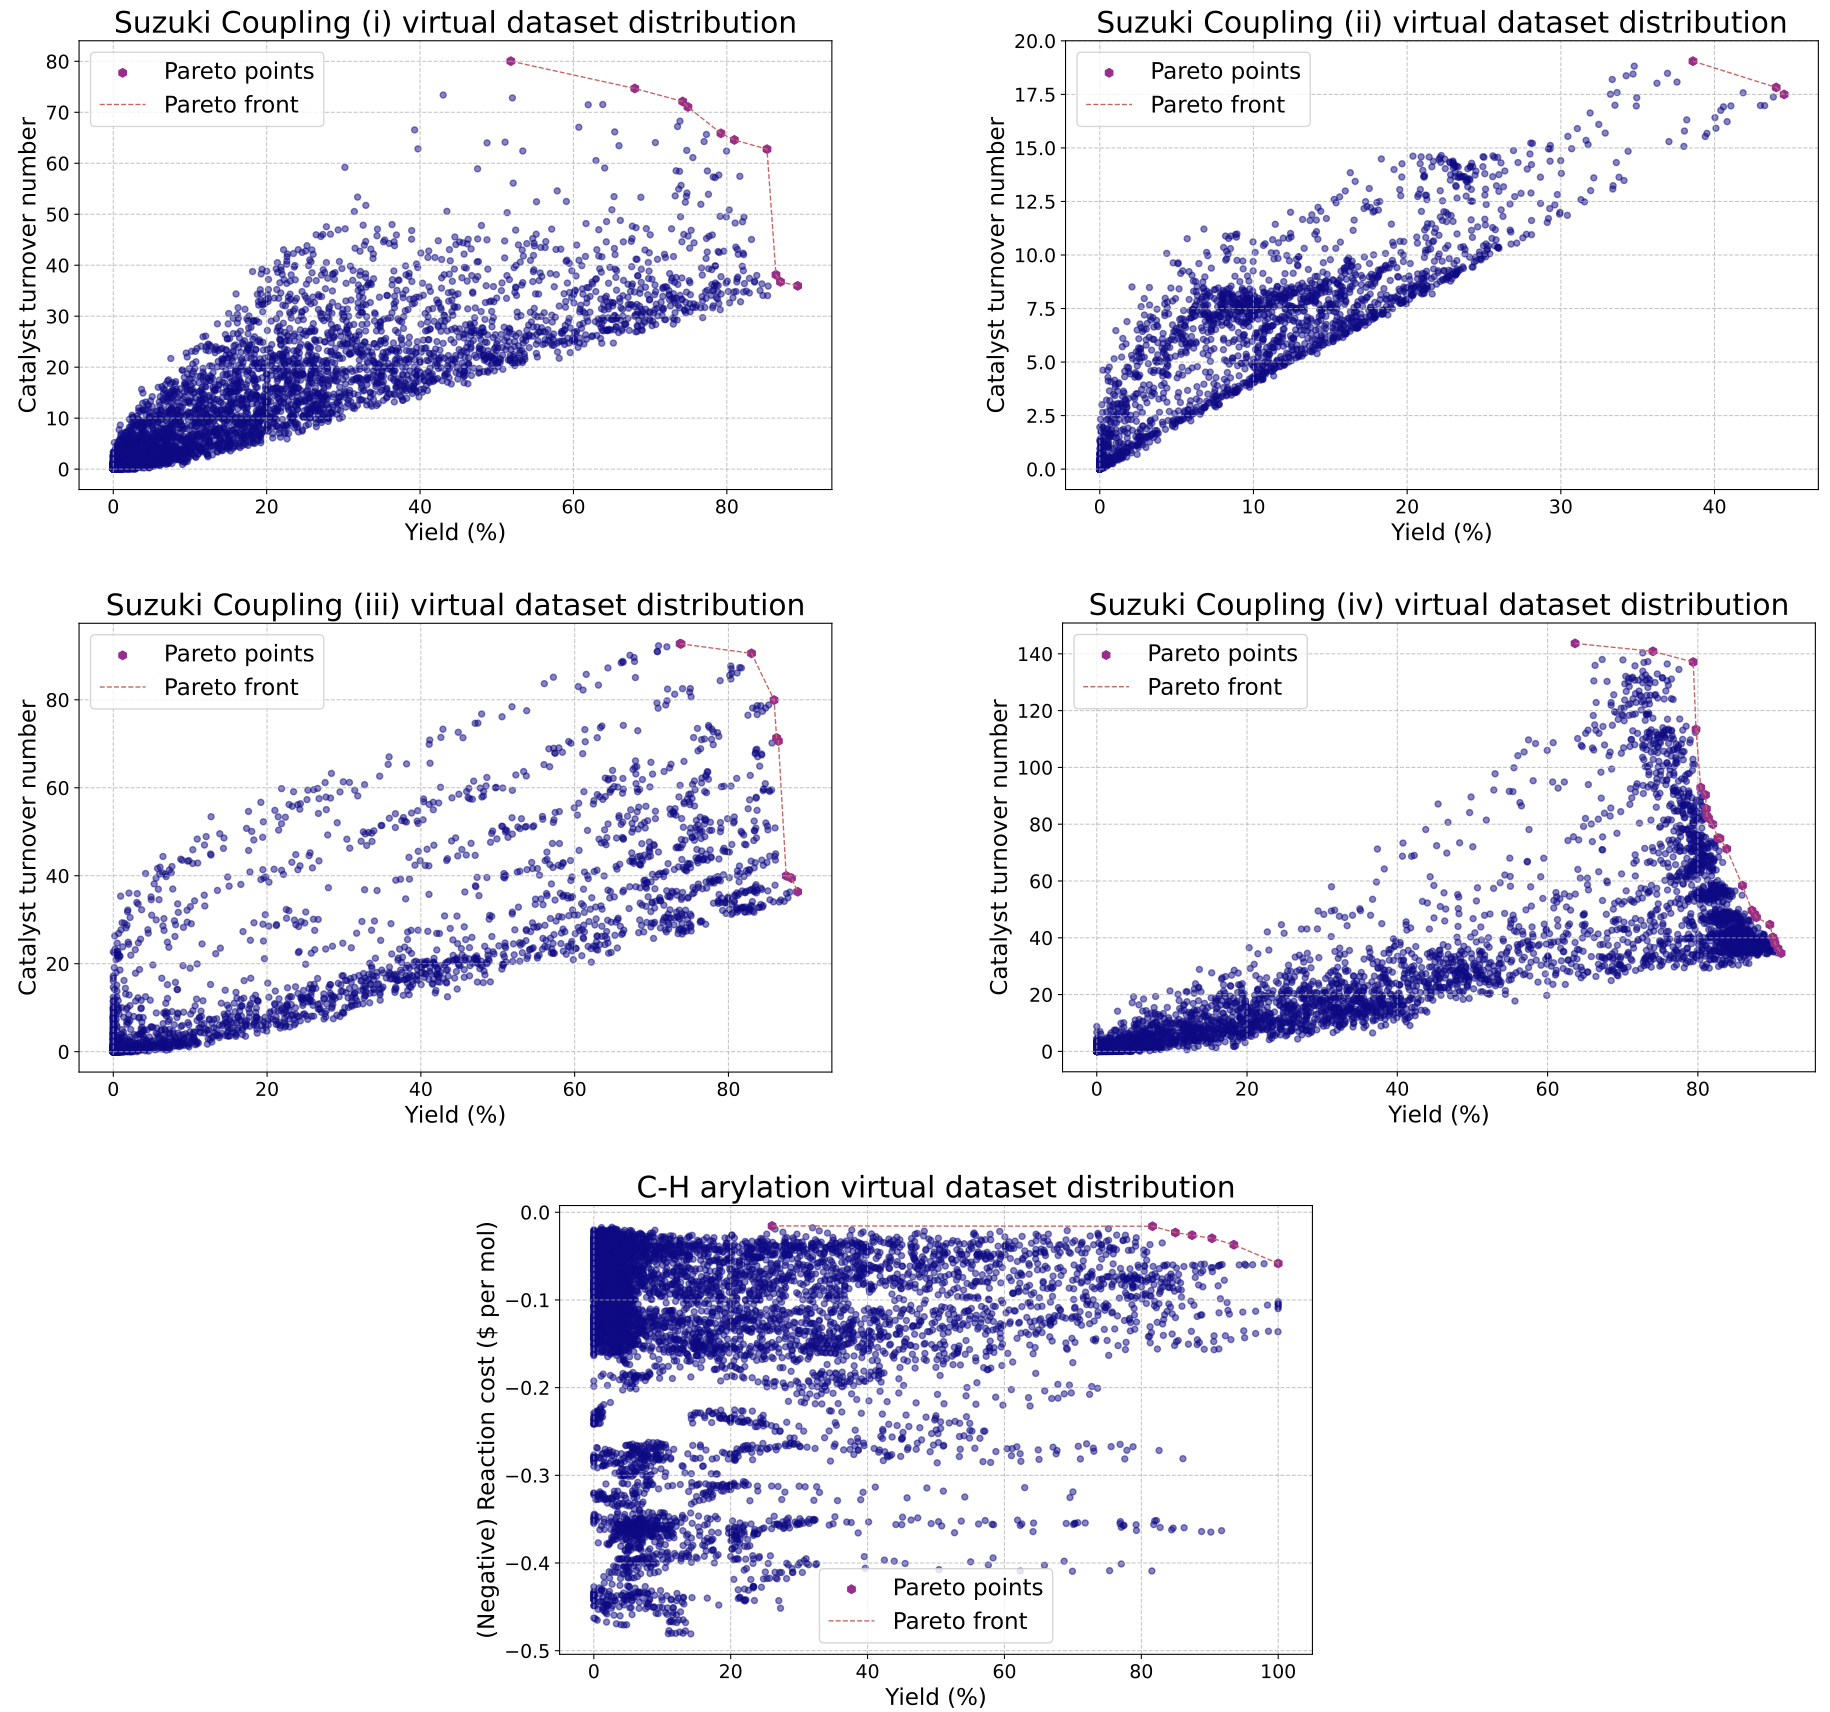 Suzuki Coupling (i) virtual dataset distribution
Pareto points
Pareto front
Catalyst turnover number
80
70
60
50
40
30
20
10
0
0 20 40 60 80
Yield (%)
Suzuki Coupling (ii) virtual dataset distribution
Pareto points
Pareto front
Catalyst turnover number
20.0
17.5
15.0
12.5
10.0
7.5
5.0
2.5
0.0
0 10 20 30 40
Yield (%)
Suzuki Coupling (iii) virtual dataset distribution
Pareto points
Pareto front
Catalyst turnover number
80
60
40
20
0
0 20 40 60 80
Yield (%)
Suzuki Coupling (iv) virtual dataset distribution
Pareto points
Pareto front
Catalyst turnover number
140
120
100
80
60
40
20
0
0 20 40 60 80
Yield (%)
C-H arylation virtual dataset distribution
(Negative) Reaction cost ($ per mol)
0.0
−0.1
−0.2
−0.3
−0.4
−0.5
Pareto points
Pareto front
0 20 40 60 80 100
Yield (%)